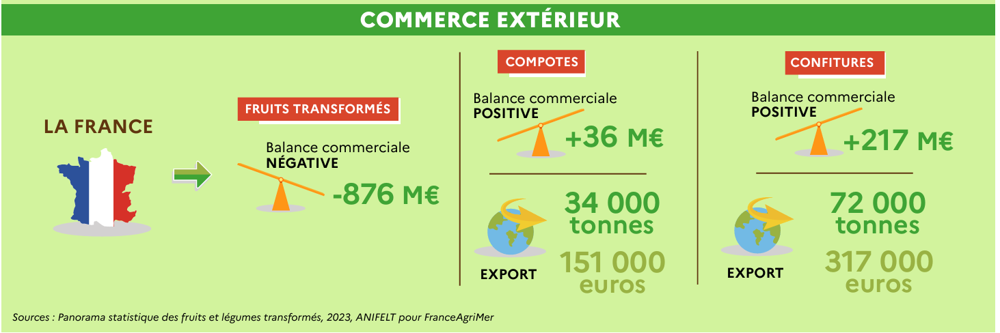 COMMERCE EXTÉRIEUR
LA FRANCE
FRUITS TRANSFORMÉS
Balance commerciale
NÉGATIVE
-876 M€
COMPOTES
Balance commerciale
POSITIVE
+36 M€
34 000
tonnes
151 000
euros
EXPORT
CONFITURES
Balance commerciale
POSITIVE
+217 M€
72 000
tonnes
317 000
euros
EXPORT
Sources : Panorama statistique des fruits et légumes transformés, 2023, ANIFELT pour FranceAgriMer